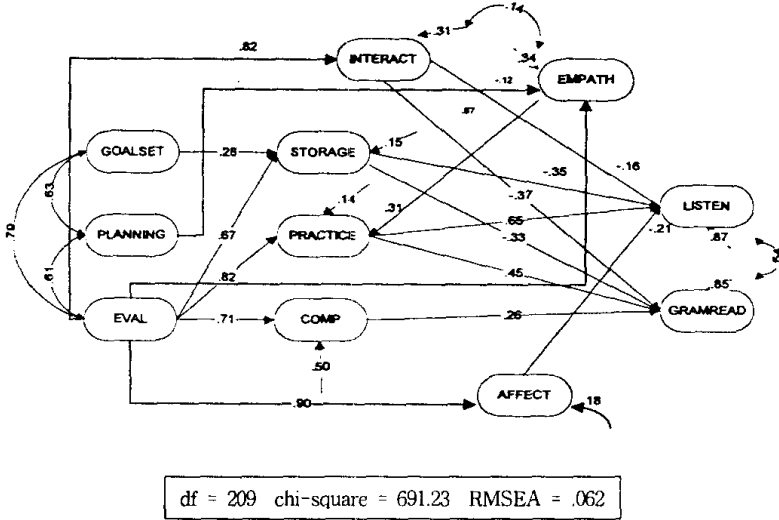 .14
.31
.82
INTERACT
.34
-.12
EMPATH
.67
.15
GOALSET
.28
STORAGE
-.35
-.16
.63
.14
-.37
.79
.31
.65
LISTEN
PLANNING
.67
PRACTICE
-.21
-.33
.87
.61
.82
.54
.45
.85
EVAL
.71
COMP
.26
GRAMREAD
.50
AFFECT
.90
.18
df = 209 chi-square = 691.23 RMSEA = .062